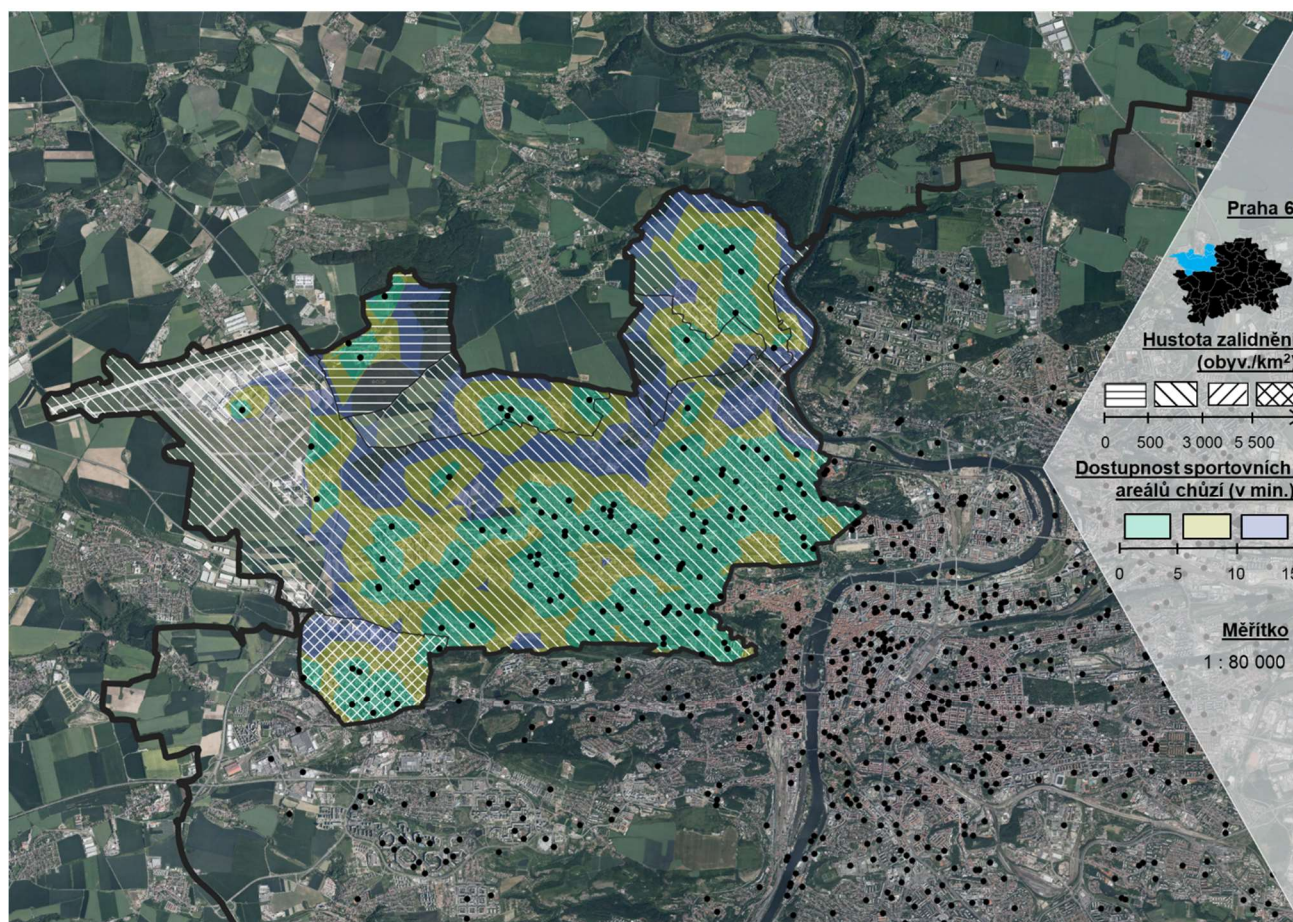 Praha 6
Hustota zalidnění
(obyv./km²)
0 500 3 000 5 500
Dostupnost sportovních
areálů chůzí (v min.)
0 5 10 15
Měřítko
1 : 80 000